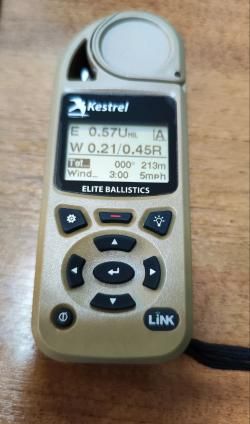 Kestrel
E 0.57UMIL A
W 0.21/0.45R
Tgt... 000° 213m
Wind... 3:00 5mph
ELITE BALLISTICS
LiNK